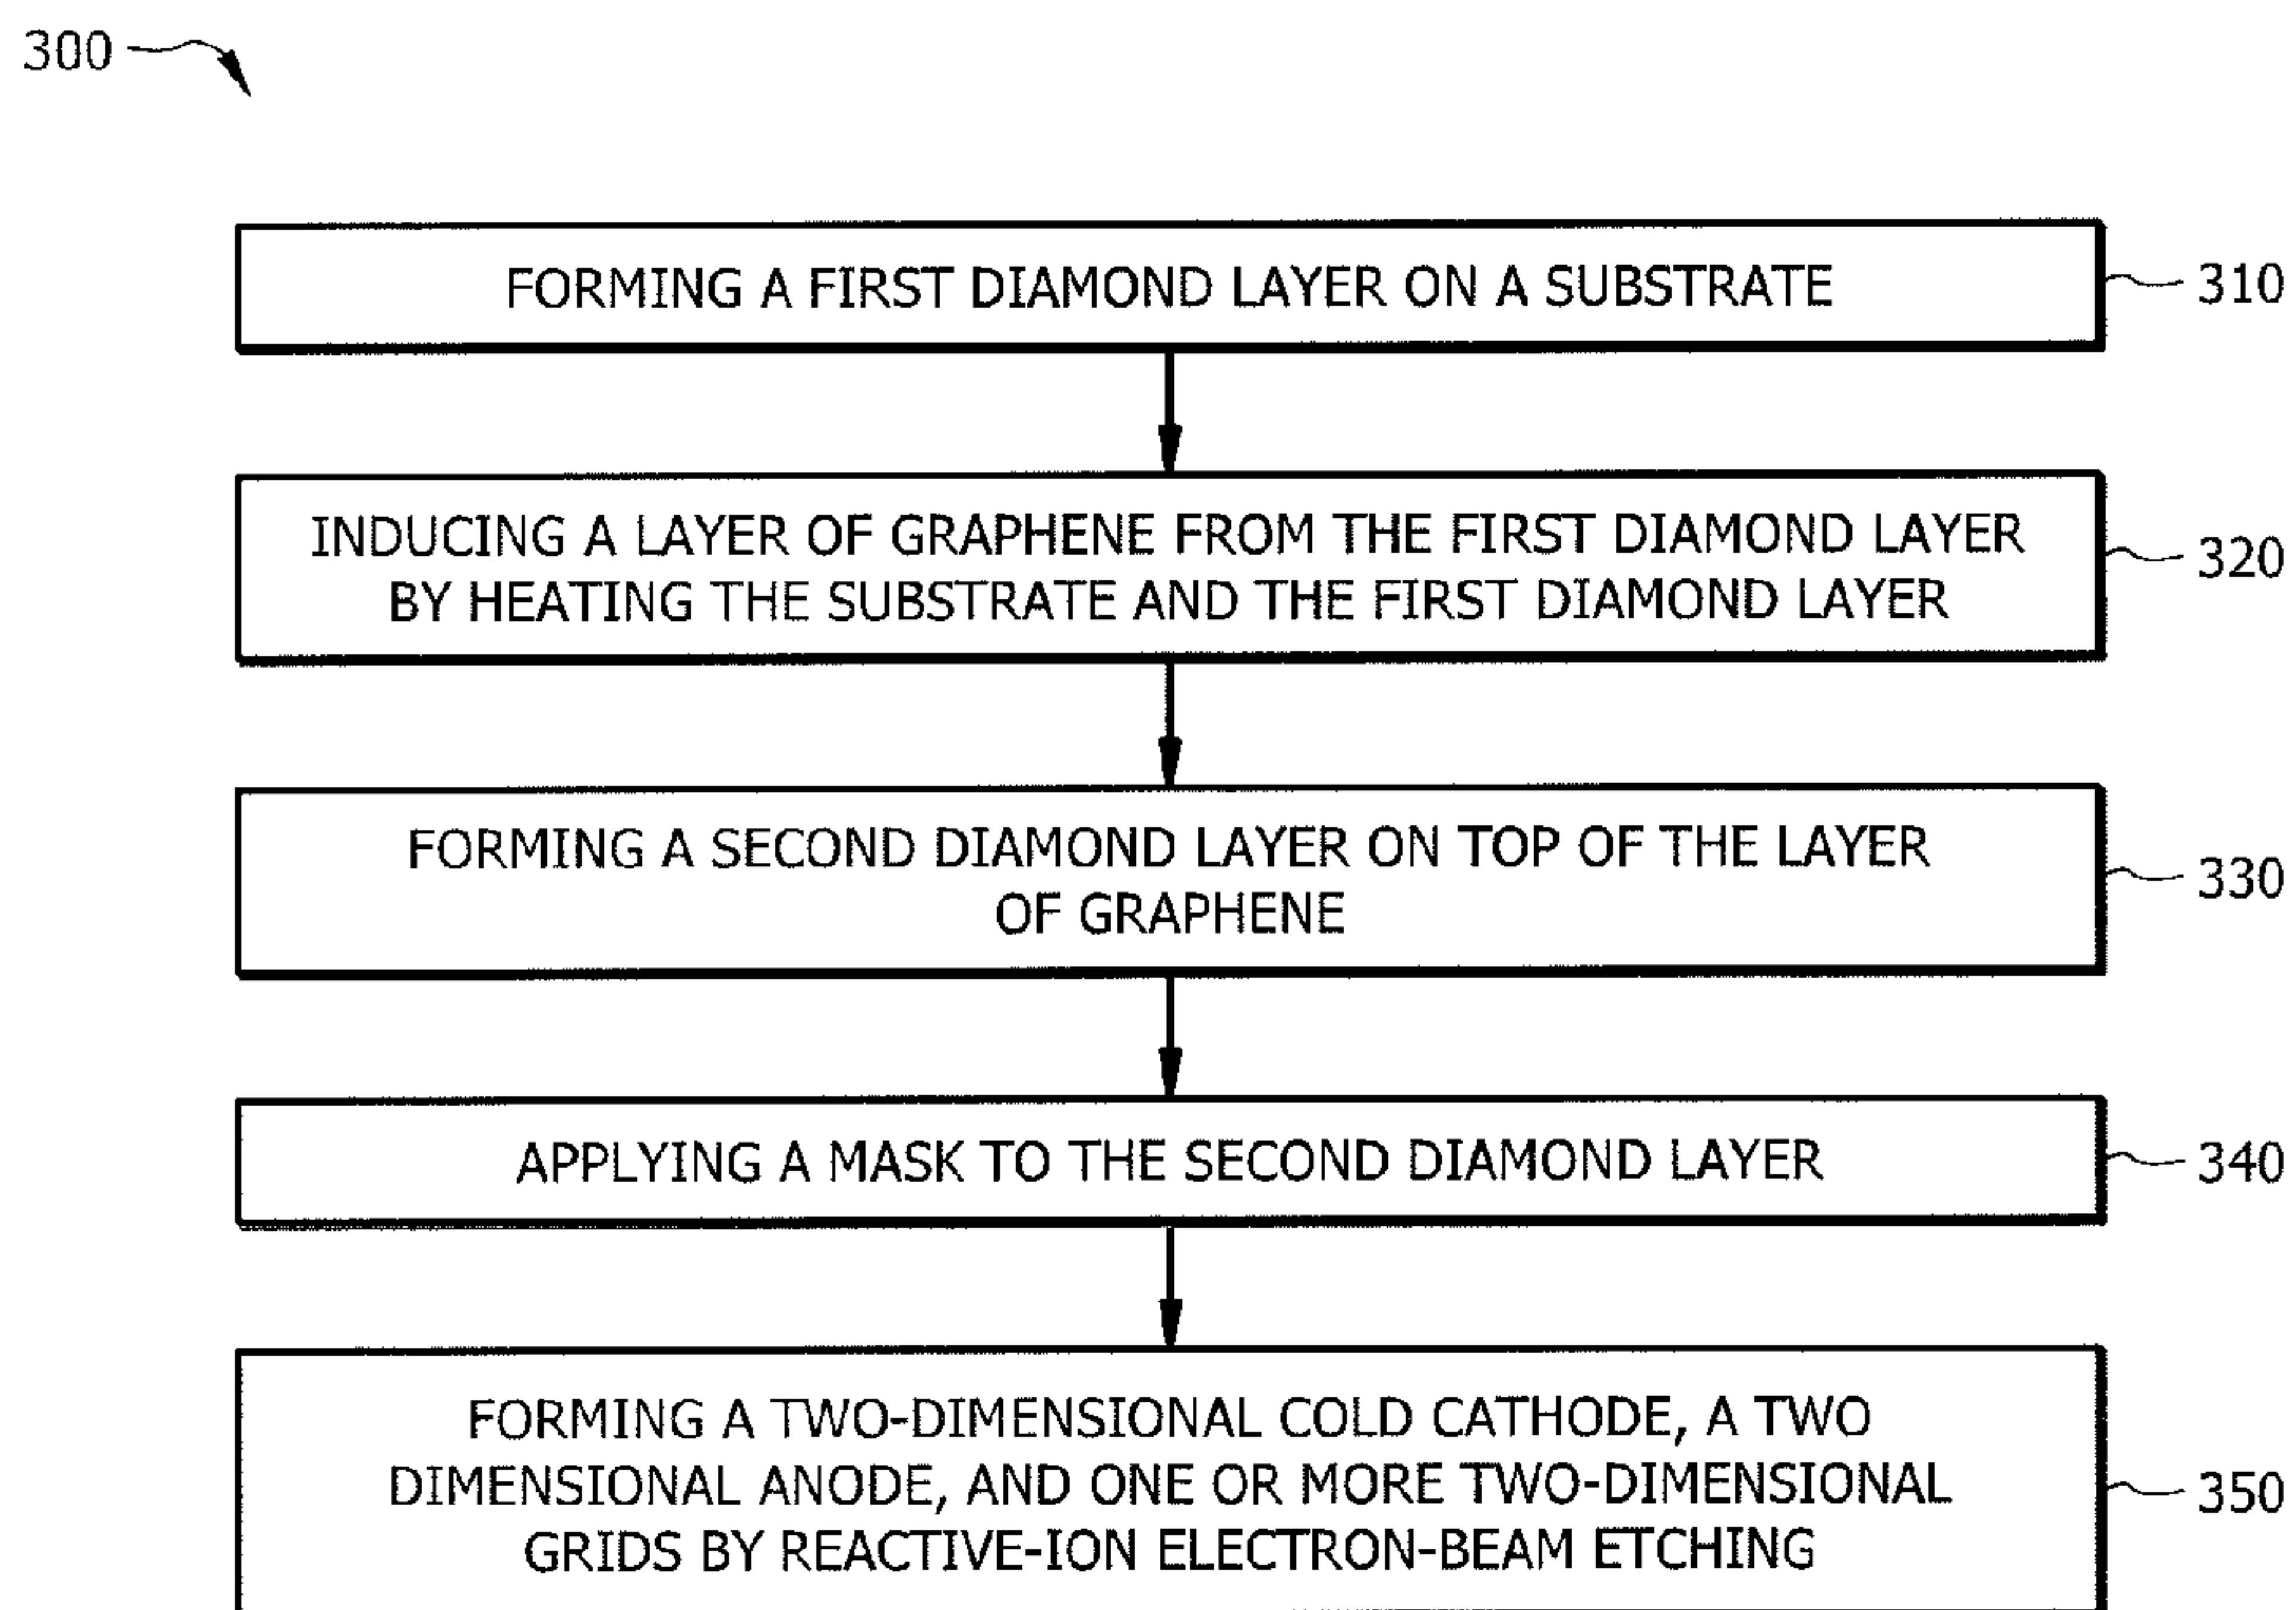 300
FORMING A FIRST DIAMOND LAYER ON A SUBSTRATE
310
INDUCING A LAYER OF GRAPHENE FROM THE FIRST DIAMOND LAYER
BY HEATING THE SUBSTRATE AND THE FIRST DIAMOND LAYER
320
FORMING A SECOND DIAMOND LAYER ON TOP OF THE LAYER
OF GRAPHENE
330
APPLYING A MASK TO THE SECOND DIAMOND LAYER
340
FORMING A TWO-DIMENSIONAL COLD CATHODE, A TWO
DIMENSIONAL ANODE, AND ONE OR MORE TWO-DIMENSIONAL
GRIDS BY REACTIVE-ION ELECTRON-BEAM ETCHING
350